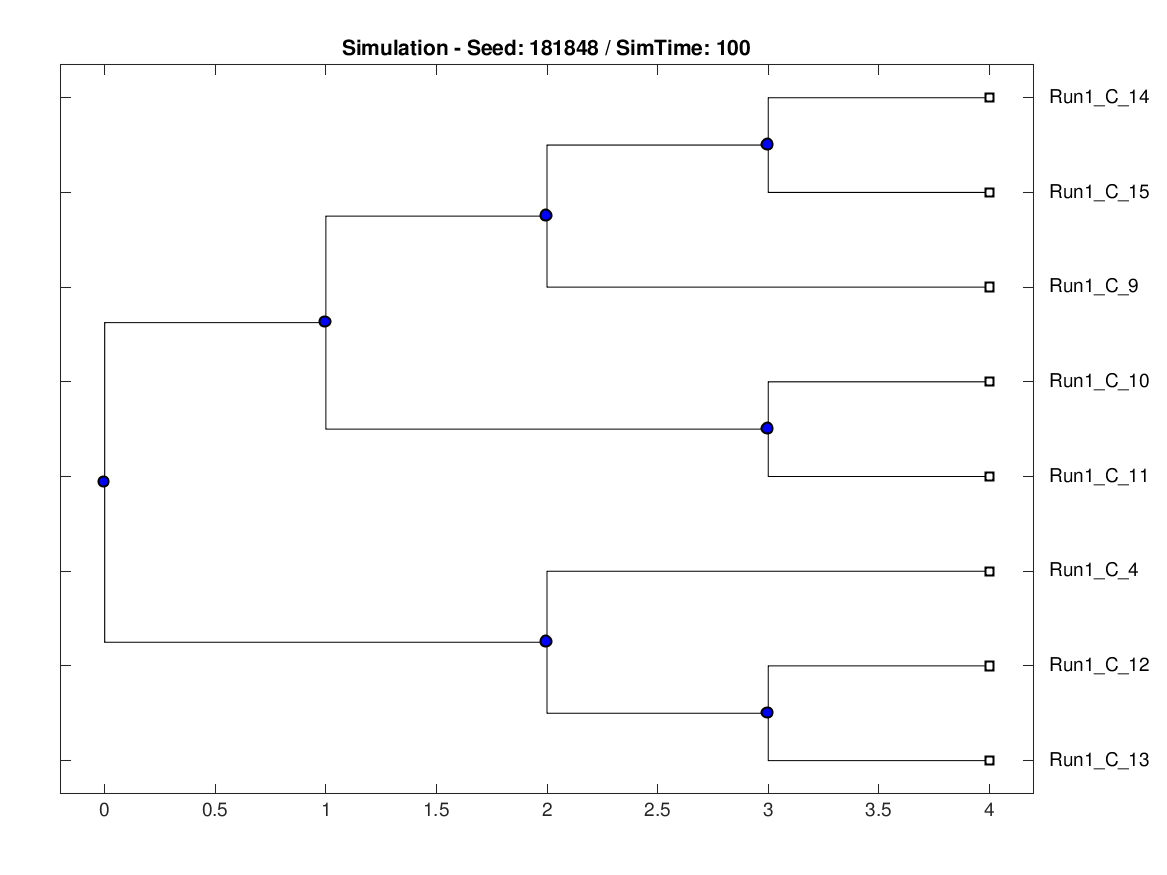 Simulation - Seed: 181848 / SimTime: 100
Run1_C_14
Run1_C_15
Run1_C_9
Run1_C_10
Run1_C_11
Run1_C_4
Run1_C_12
Run1_C_13
0 0.5 1 1.5 2 2.5 3 3.5 4